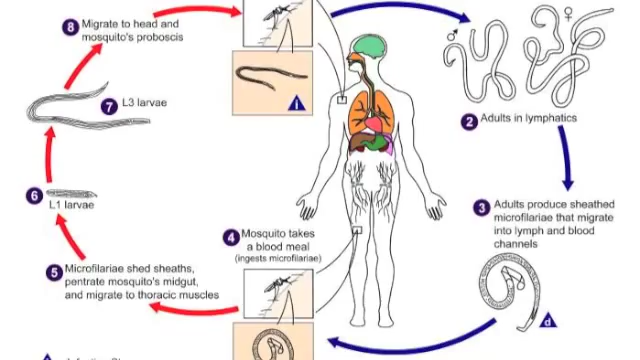 8 Migrate to head and
mosquito's proboscis
i
7 L3 larvae
♂
♀
2 Adults in lymphatics
6
L1 larvae
3 Adults produce sheathed
microfilariae that migrate
into lymph and blood
channels
4 Mosquito takes
a blood meal
(ingests microfilariae)
5 Microfilariae shed sheaths,
pentrate mosquito's midgut,
and migrate to thoracic muscles
d